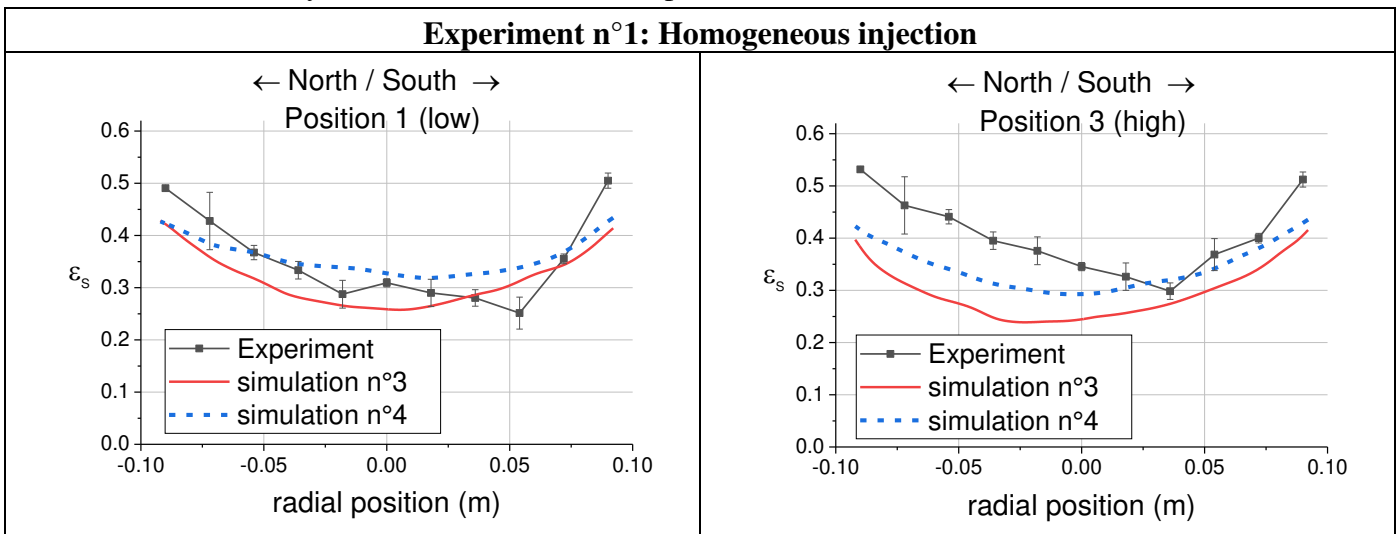 Experiment n°1: Homogeneous injection
← North / South →
Position 1 (low)
0.6
0.5
0.4
0.3
0.2
0.1
0.0
εs
Experiment
simulation n°3
simulation n°4
-0.10
-0.05
0.00
0.05
0.10
radial position (m)
← North / South →
Position 3 (high)
0.6
0.5
0.4
0.3
0.2
0.1
0.0
εs
Experiment
simulation n°3
simulation n°4
-0.10
-0.05
0.00
0.05
0.10
radial position (m)